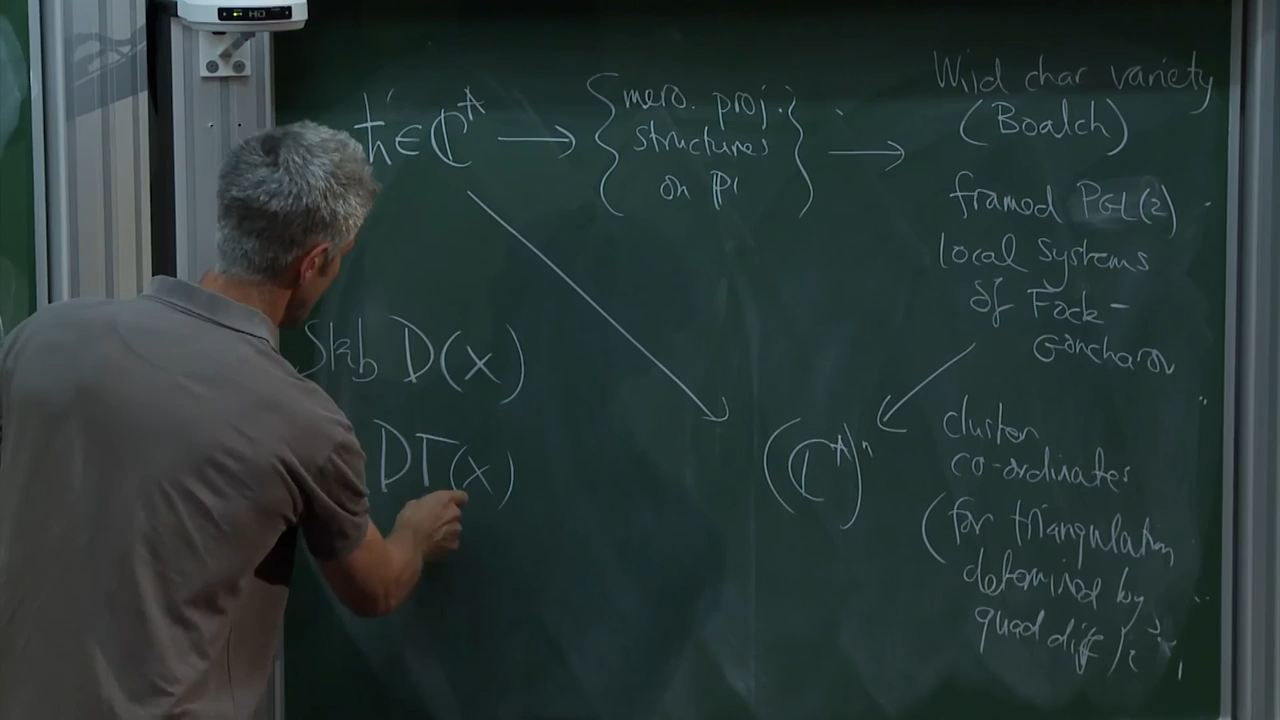 HD
ħ ∈ ℂ* → { mero. proj. structures on ℙ¹ } →
Wild char variety
(Boalch)
framed PGL(2)
local systems
of Fock-
Goncharov
Stab D(X)
DT(X)
(ℂ*)ⁿ
cluster
co-ordinates
(for triangulation
determined by
quad diff)